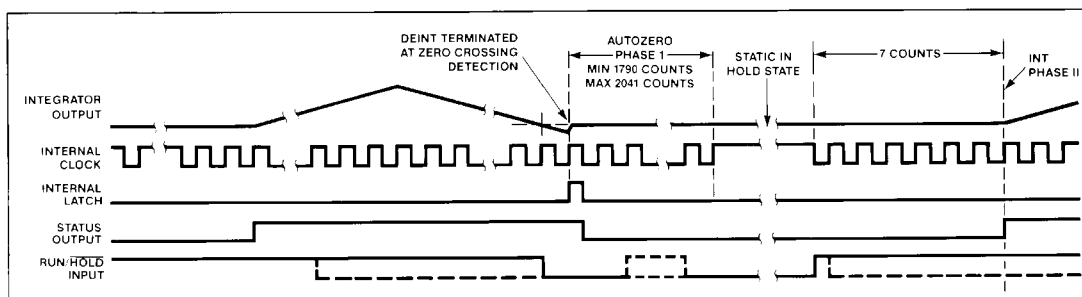 DEINT TERMINATED
AT ZERO CROSSING
DETECTION
AUTOZERO
PHASE 1
MIN 1790 COUNTS
MAX 2041 COUNTS
STATIC IN
HOLD STATE
7 COUNTS
INT
PHASE II
INTEGRATOR
OUTPUT
INTERNAL
CLOCK
INTERNAL
LATCH
STATUS
OUTPUT
RUN/HOLD
INPUT